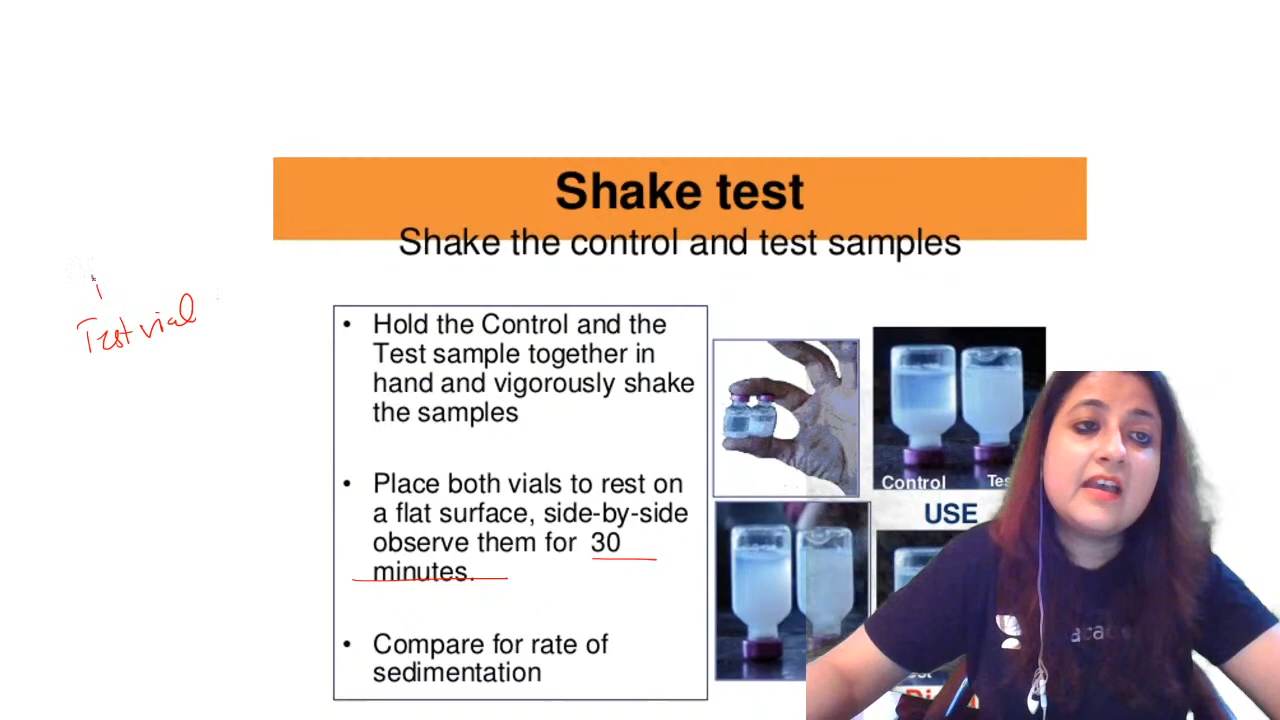 Shake test
Shake the control and test samples
Test vial
• Hold the Control and the
Test sample together in
hand and vigorously shake
the samples
• Place both vials to rest on
a flat surface, side-by-side
observe them for 30
minutes.
• Compare for rate of
sedimentation
Control
USE